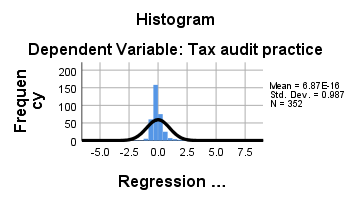 Histogram
Dependent Variable: Tax audit practice
Frequen
cy
200
150
100
50
0
-5.0 -2.5 0.0 2.5 5.0 7.5
Mean = 6.87E-16
Std. Dev. = 0.987
N = 352
Regression ...